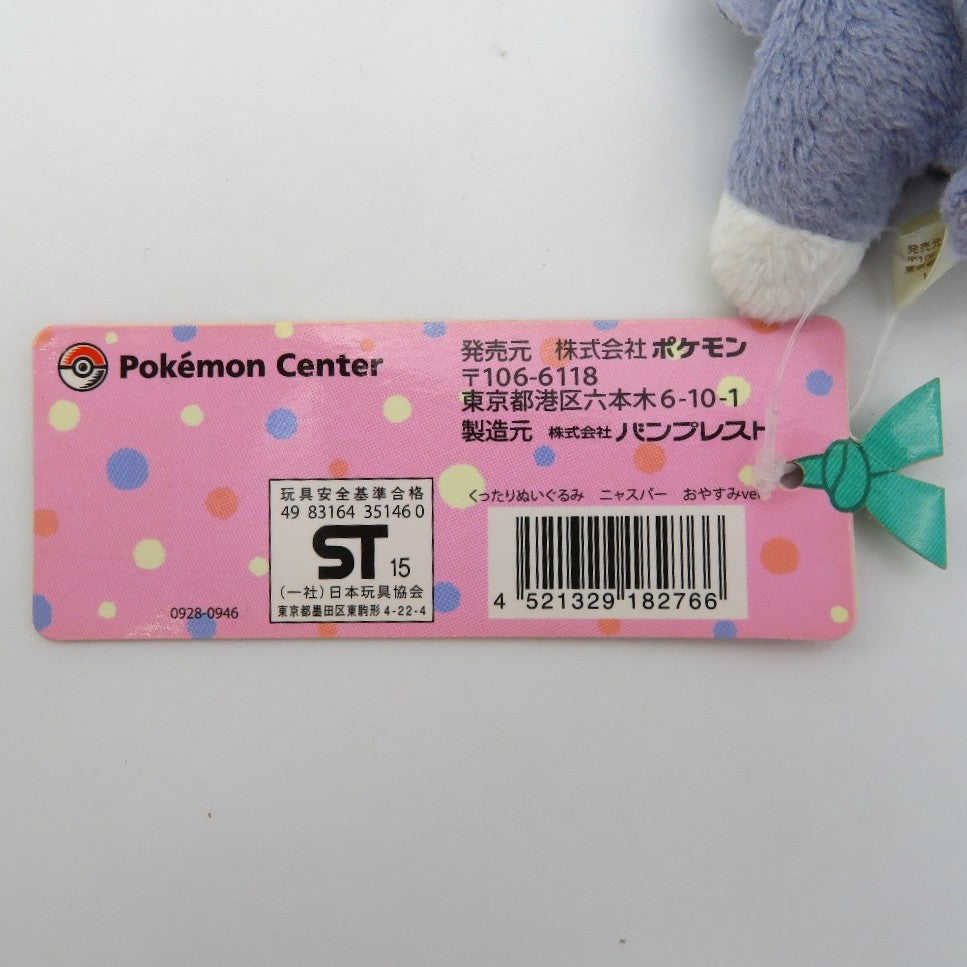 Pokémon Center
発売元 株式会社 ポケモン
〒106-6118
東京都港区六本木6-10-1
製造元 株式会社 バンプレスト
くったりぬいぐるみ ニャスパー おやすみver
玩具安全基準合格
49 83164 35146 0
ST 15
(一社)日本玩具協会
東京都墨田区東駒形4-22-4
0928-0946
4 521329 182766
発売元